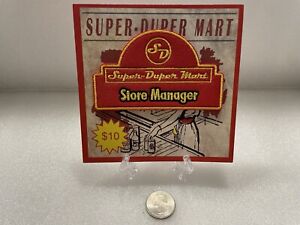 SUPER-DUPER MART
SD
Super-Duper Mart
Store Manager
$10